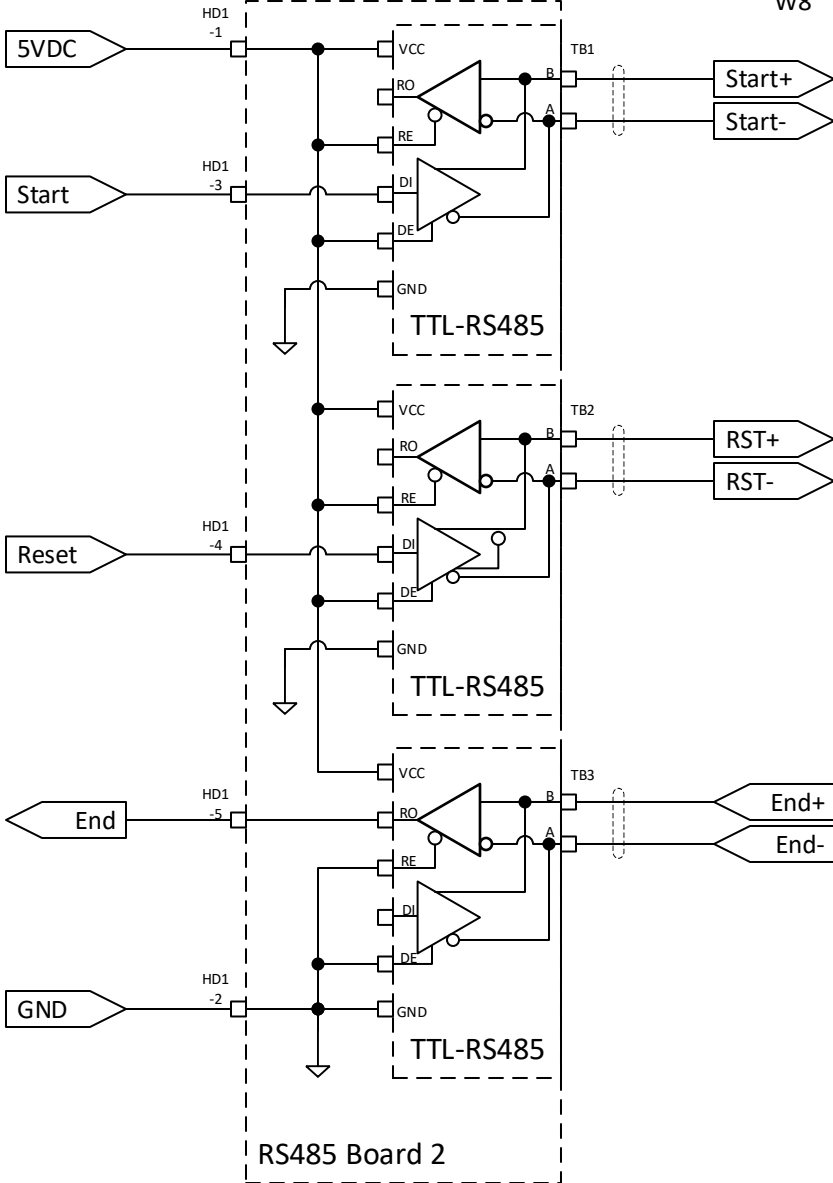 W8
HD1
-1
5VDC
VCC
TB1
RO
B
Start+
A
Start-
RE
HD1
-3
Start
DI
DE
GND
TTL-RS485
VCC
TB2
RO
B
RST+
A
RST-
RE
HD1
-4
Reset
DI
DE
GND
TTL-RS485
VCC
TB3
HD1
-5
End
RO
B
End+
A
End-
RE
DI
DE
HD1
-2
GND
GND
TTL-RS485
RS485 Board 2